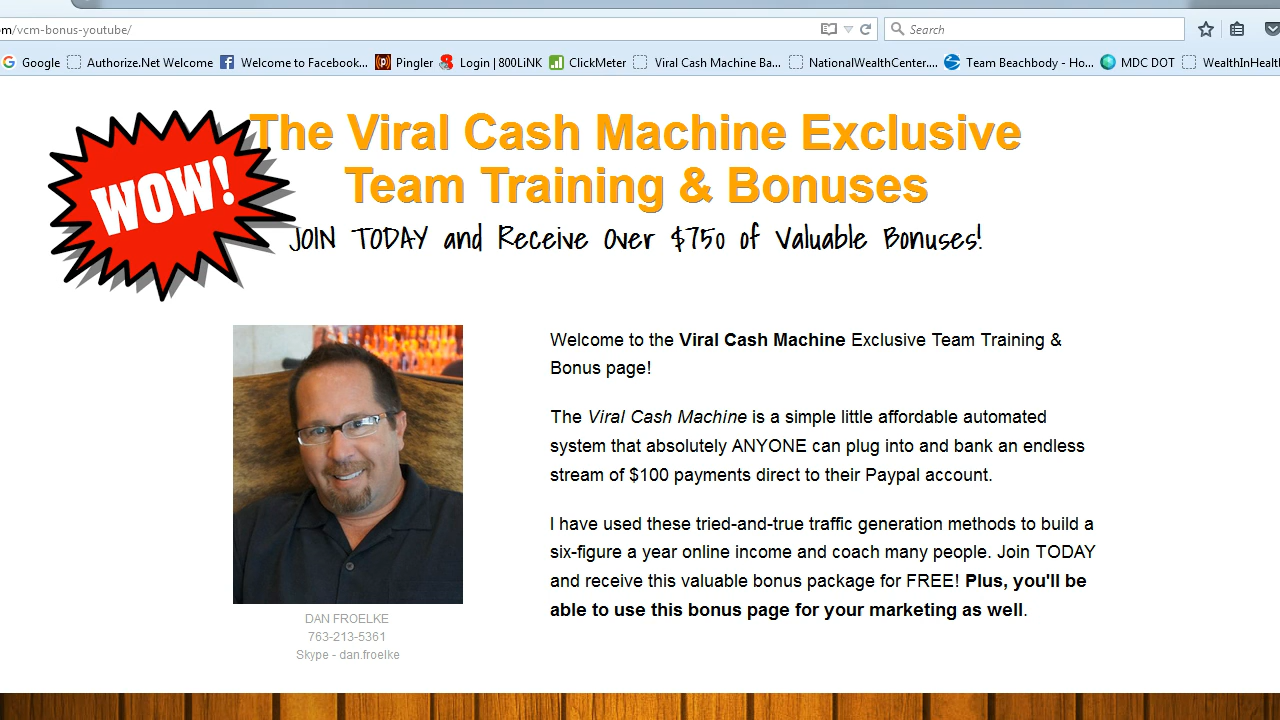 om/vcm-bonus-youtube/
Search
Google Authorize.Net Welcome Welcome to Facebook... Piripler Login | 800LiNK ClickMeter Viral Cash Machine Ba... NationalWealthCenter.... Team Beachbody - Ho... MDC DOT WealthInHealth
WOW!
The Viral Cash Machine Exclusive
Team Training & Bonuses
JOIN TODAY and Receive Over $750 of Valuable Bonuses!
Welcome to the Viral Cash Machine Exclusive Team Training &
Bonus page!
The Viral Cash Machine is a simple little affordable automated
system that absolutely ANYONE can plug into and bank an endless
stream of $100 payments direct to their Paypal account.
I have used these tried-and-true traffic generation methods to build a
six-figure a year online income and coach many people. Join TODAY
and receive this valuable bonus package for FREE! Plus, you'll be
able to use this bonus page for your marketing as well.
DAN FROELKE
763-213-5361
Skype - dan.froelke